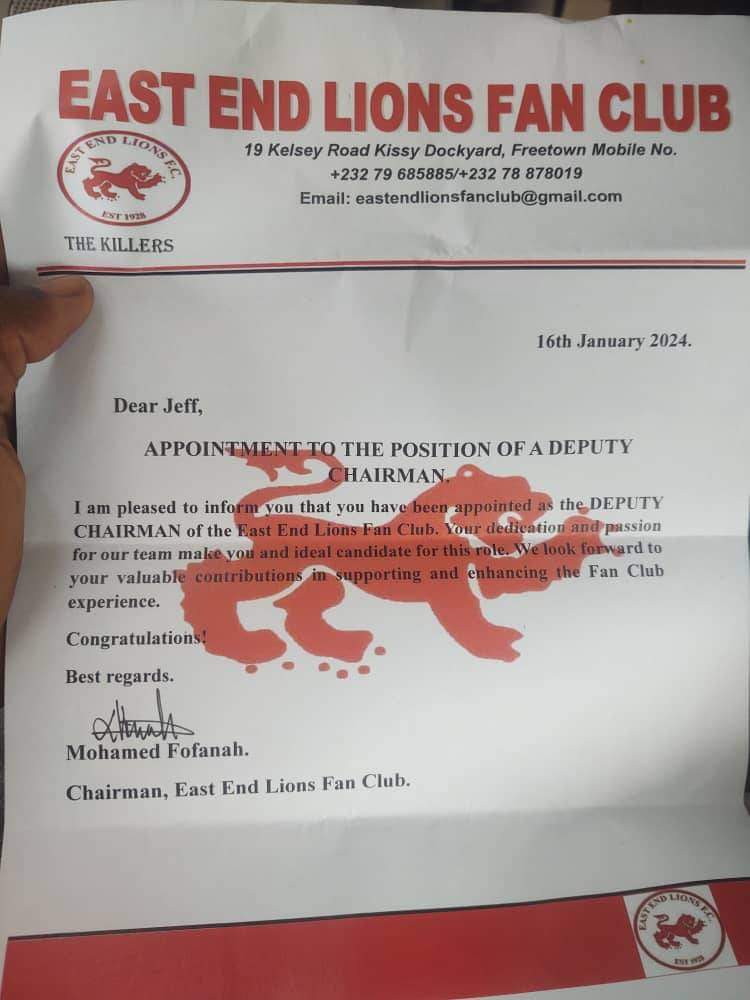 EAST END LIONS FAN CLUB
19 Kelsey Road Kissy Dockyard, Freetown Mobile No.
+232 79 685885/+232 78 878019
Email: eastendlionsfanclub@gmail.com
EAST END LIONS F.C.
EST 1928
THE KILLERS
16th January 2024.
Dear Jeff,
APPOINTMENT TO THE POSITION OF A DEPUTY
CHAIRMAN.
I am pleased to inform you that you have been appointed as the DEPUTY
CHAIRMAN of the East End Lions Fan Club. Your dedication and passion
for our team make you and ideal candidate for this role. We look forward to
your valuable contributions in supporting and enhancing the Fan Club
experience.
Congratulations!
Best regards.
Mohamed Fofanah.
Chairman, East End Lions Fan Club.
EAST END LIONS F.C.
EST 1928